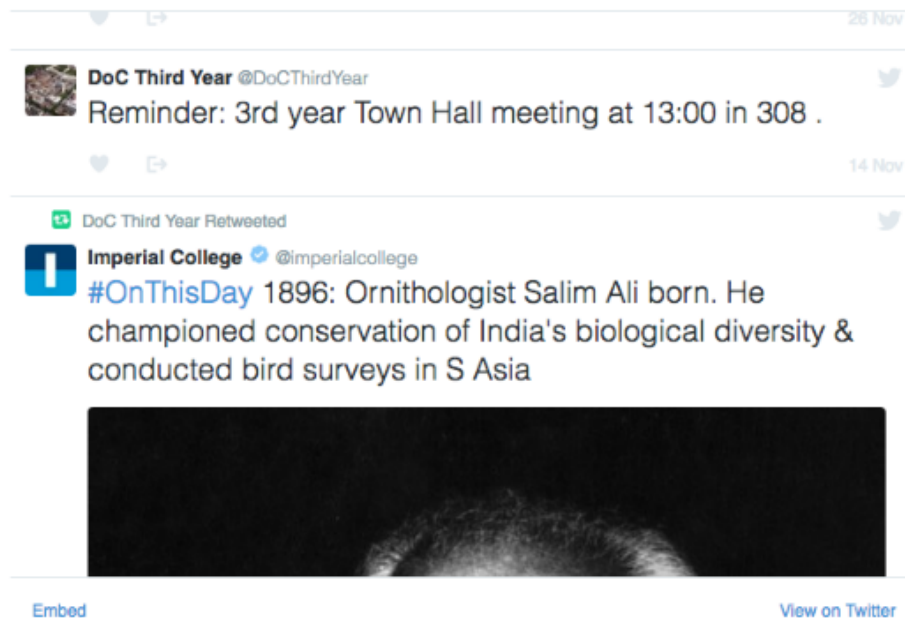 26 Nov
DoC Third Year @DoCThirdYear
Reminder: 3rd year Town Hall meeting at 13:00 in 308 .
14 Nov
DoC Third Year Retweeted
Imperial College @imperialcollege
#OnThisDay 1896: Ornithologist Salim Ali born. He
championed conservation of India's biological diversity &
conducted bird surveys in S Asia
Embed View on Twitter